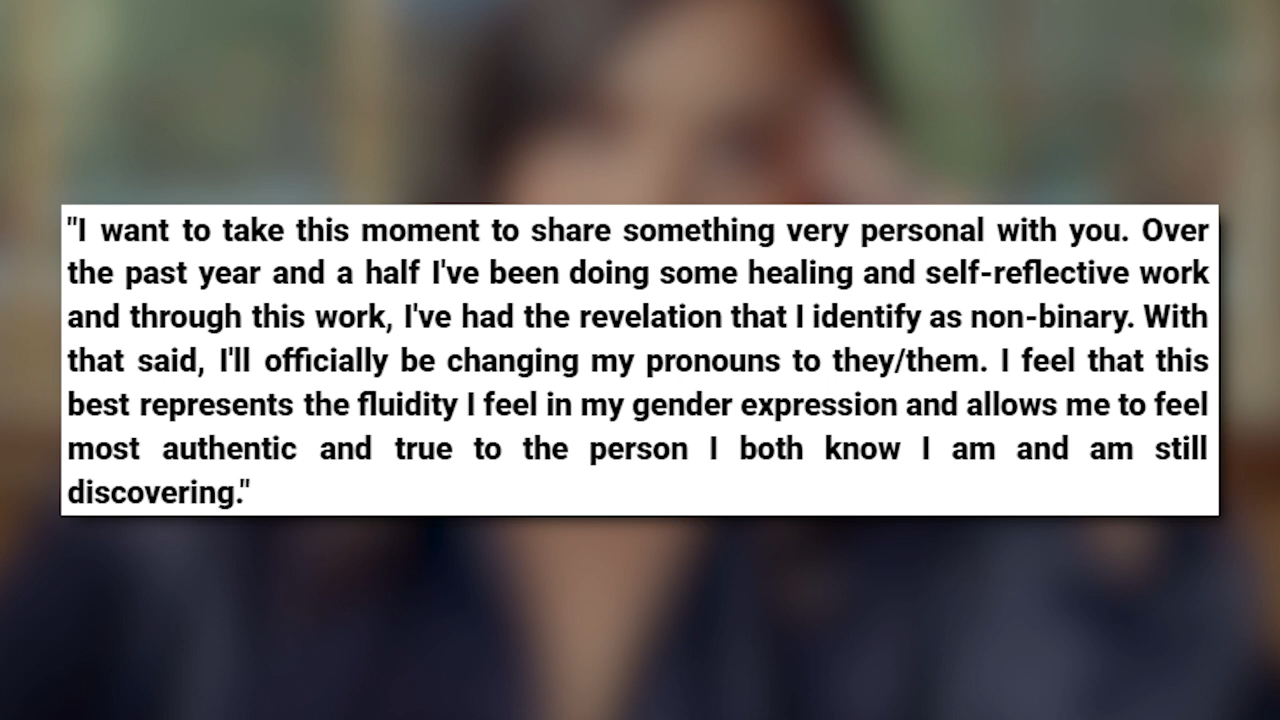 "I want to take this moment to share something very personal with you. Over
the past year and a half I've been doing some healing and self-reflective work
and through this work, I've had the revelation that I identify as non-binary. With
that said, I'll officially be changing my pronouns to they/them. I feel that this
best represents the fluidity I feel in my gender expression and allows me to feel
most authentic and true to the person I both know I am and am still
discovering."